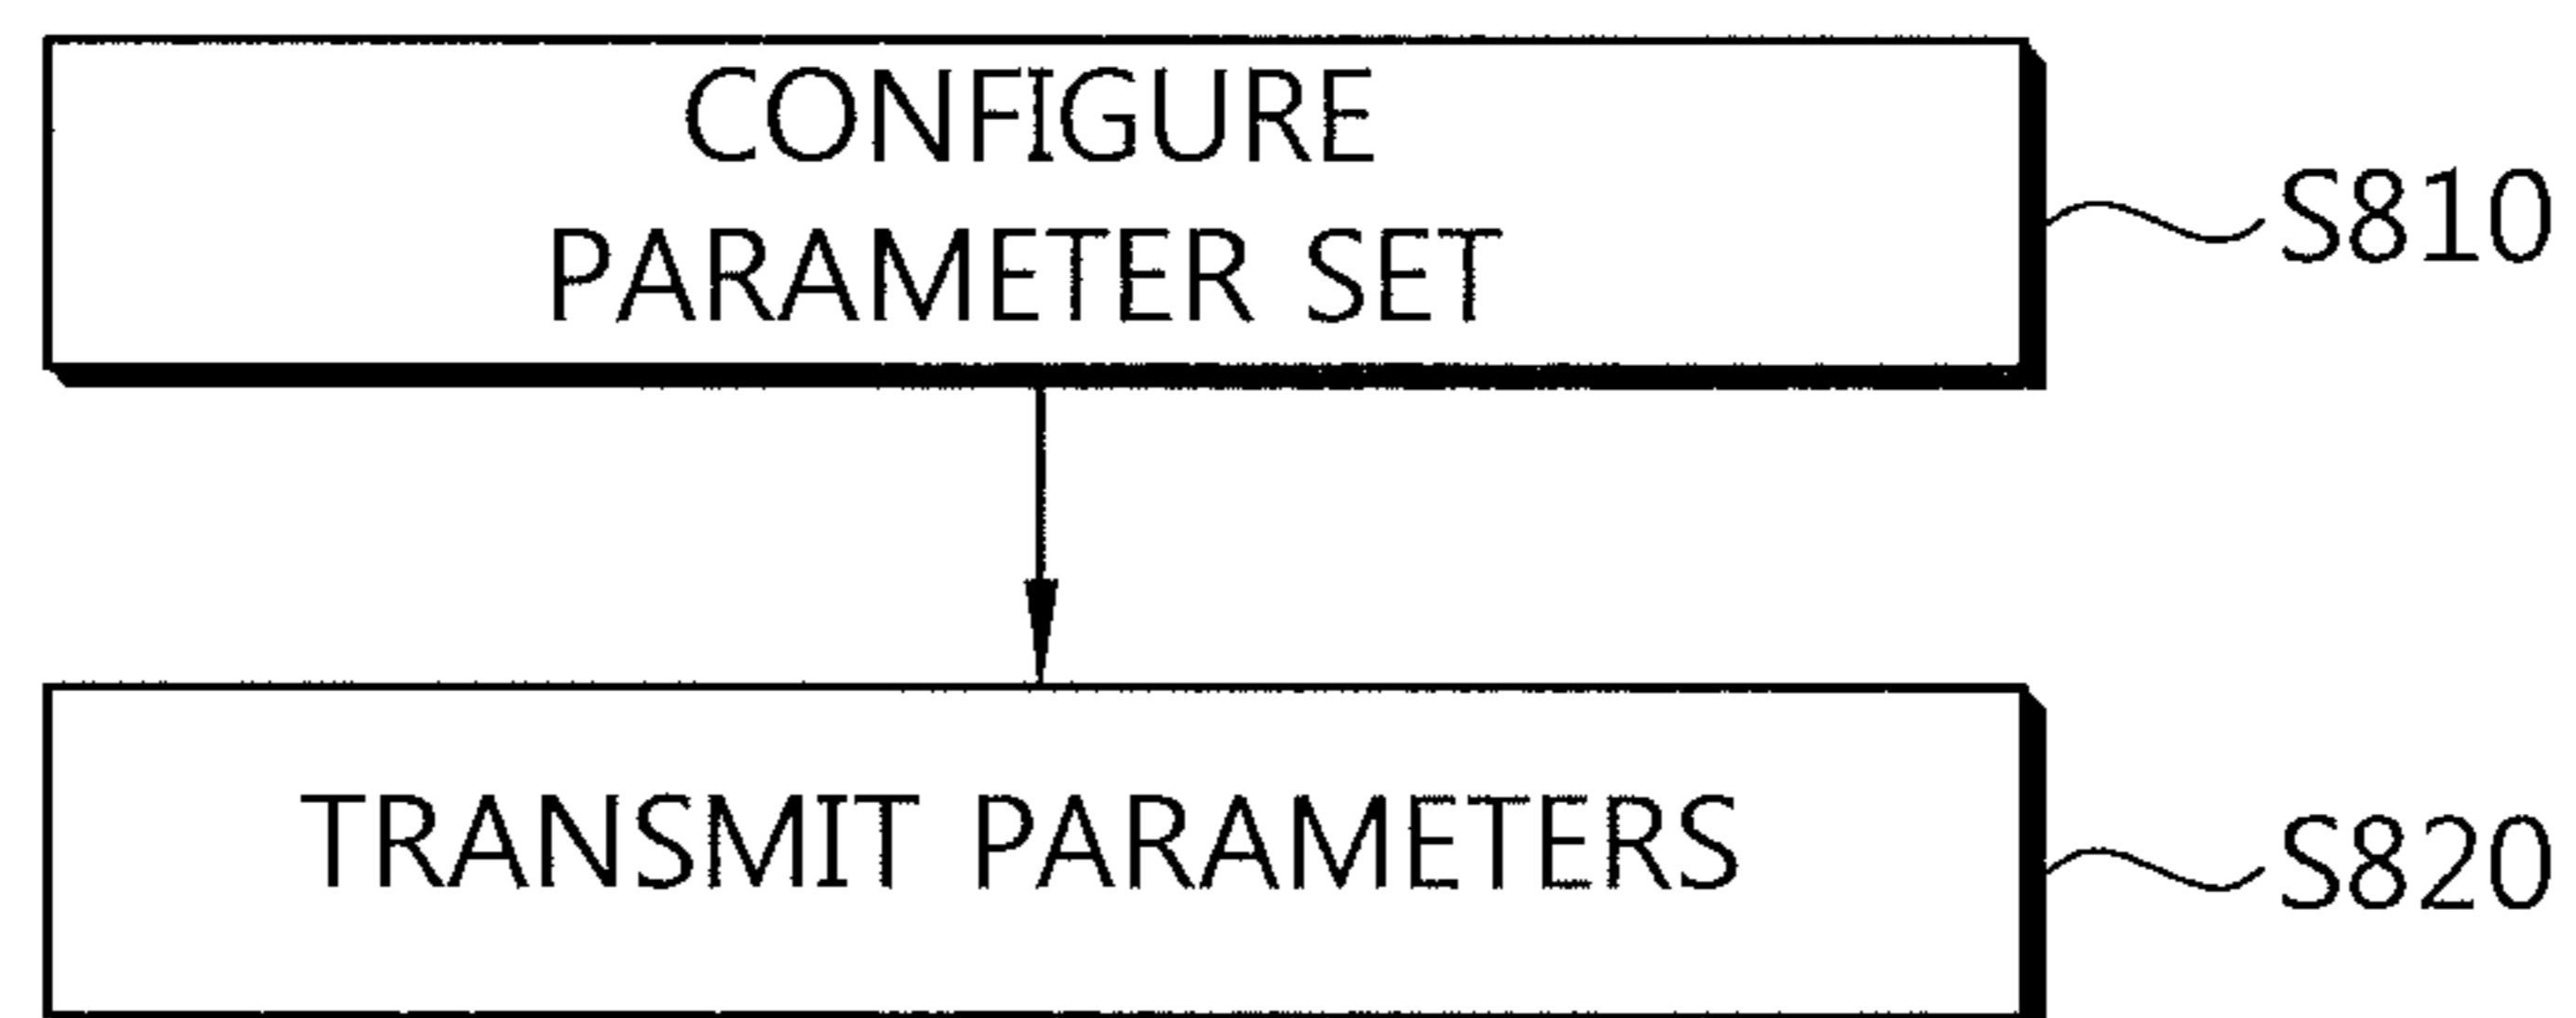 CONFIGURE
PARAMETER SET
S810
TRANSMIT PARAMETERS
S820